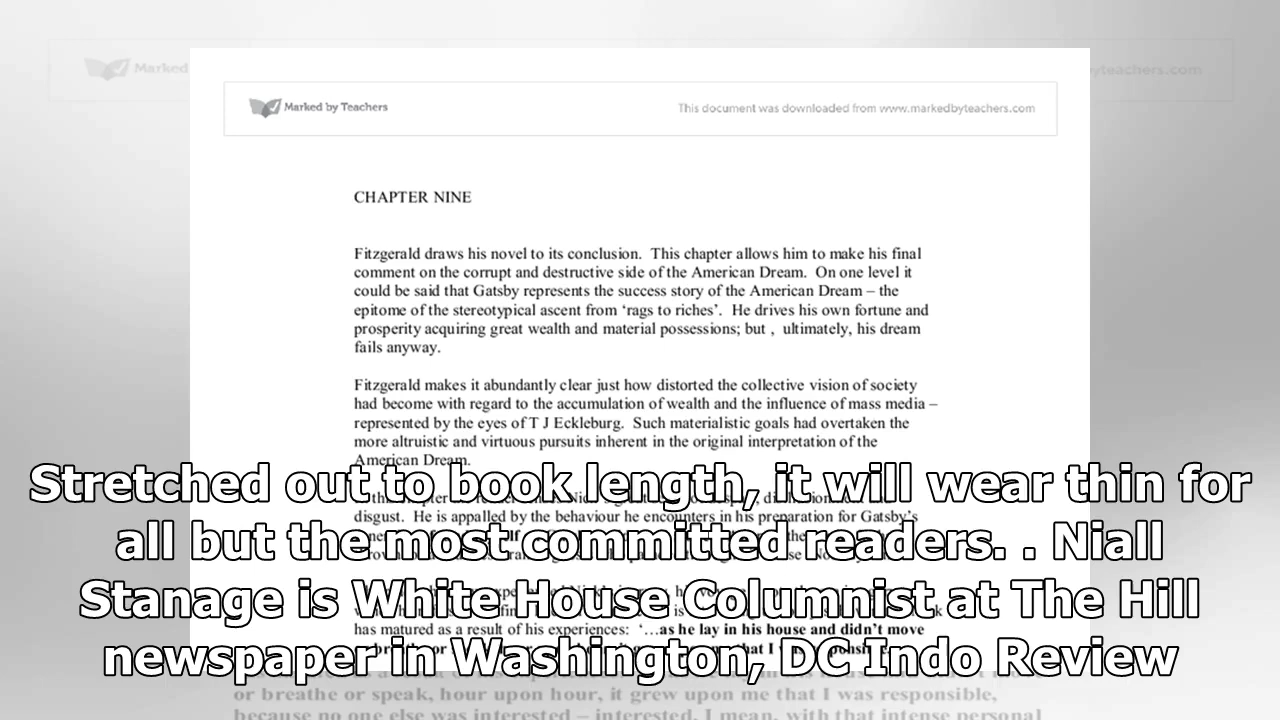 Marked by Teachers
This document was downloaded from www.markedbyteachers.com
CHAPTER NINE
Fitzgerald draws his novel to its conclusion. This chapter allows him to make his final
comment on the corrupt and destructive side of the American Dream. On one level it
could be said that Gatsby represents the success story of the American Dream – the
epitome of the stereotypical ascent from ‘rags to riches’. He drives his own fortune and
prosperity acquiring great wealth and material possessions; but , ultimately, his dream
fails anyway.
Fitzgerald makes it abundantly clear just how distorted the collective vision of society
had become with regard to the accumulation of wealth and the influence of mass media –
represented by the eyes of T J Eckleburg. Such materialistic goals had overtaken the
more altruistic and virtuous pursuits inherent in the original interpretation of the
American Dream.
Stretched out to book length, it will wear thin for
all but the most committed readers. . Niall
Stanage is White House Columnist at The Hill
newspaper in Washington, DC Indo Review
disgust. He is appalled by the behaviour he encounters in his preparation for Gatsby’s
has matured as a result of his experiences: ‘…as he lay in his house and didn’t move
or breathe or speak, hour upon hour, it grew upon me that I was responsible,
because no one else was interested – interested, I mean, with that intense personal